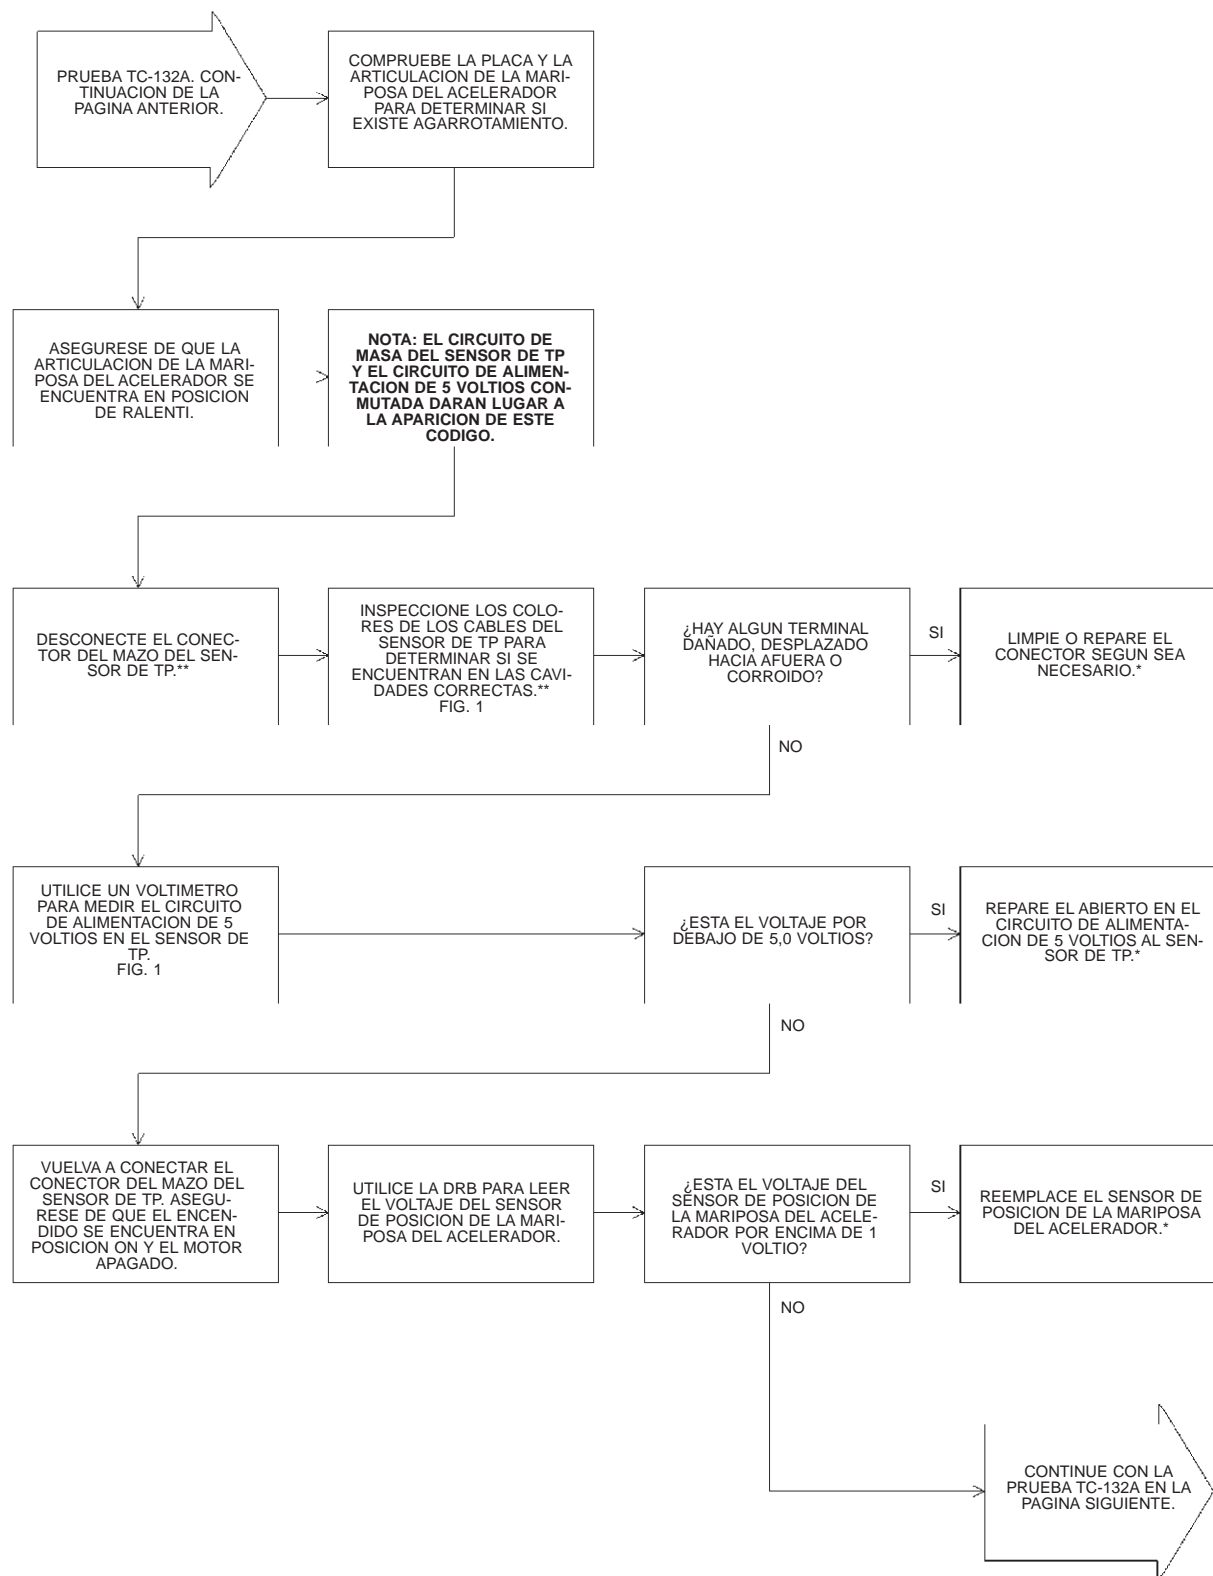 PRUEBA TC-132A. CON-
TINUACION DE LA
PAGINA ANTERIOR.
COMPRUEBE LA PLACA Y LA
ARTICULACION DE LA MARI-
POSA DEL ACELERADOR
PARA DETERMINAR SI
EXISTE AGARROTAMIENTO.
ASEGURESE DE QUE LA
ARTICULACION DE LA MARI-
POSA DEL ACELERADOR SE
ENCUENTRA EN POSICION
DE RALENTI.
NOTA: EL CIRCUITO DE
MASA DEL SENSOR DE TP
Y EL CIRCUITO DE ALIMEN-
TACION DE 5 VOLTIOS CON-
MUTADA DARAN LUGAR A
LA APARICION DE ESTE
CODIGO.
DESCONECTE EL CONEC-
TOR DEL MAZO DEL SEN-
SOR DE TP.**
INSPECCIONE LOS COLO-
RES DE LOS CABLES DEL
SENSOR DE TP PARA
DETERMINAR SI SE
ENCUENTRAN EN LAS CAVI-
DADES CORRECTAS.**
FIG. 1
¿HAY ALGUN TERMINAL
DAÑADO, DESPLAZADO
HACIA AFUERA O
CORROIDO?
SI
LIMPIE O REPARE EL
CONECTOR SEGUN SEA
NECESARIO.*
NO
UTILICE UN VOLTIMETRO
PARA MEDIR EL CIRCUITO
DE ALIMENTACION DE 5
VOLTIOS EN EL SENSOR DE
TP.
FIG. 1
¿ESTA EL VOLTAJE POR
DEBAJO DE 5,0 VOLTIOS?
SI
REPARE EL ABIERTO EN EL
CIRCUITO DE ALIMENTA-
CION DE 5 VOLTIOS AL SEN-
SOR DE TP.*
NO
VUELVA A CONECTAR EL
CONECTOR DEL MAZO DEL
SENSOR DE TP. ASEGU-
RESE DE QUE EL ENCEN-
DIDO SE ENCUENTRA EN
POSICION ON Y EL MOTOR
APAGADO.
UTILICE LA DRB PARA LEER
EL VOLTAJE DEL SENSOR
DE POSICION DE LA MARI-
POSA DEL ACELERADOR.
¿ESTA EL VOLTAJE DEL
SENSOR DE POSICION DE
LA MARIPOSA DEL ACELE-
RADOR POR ENCIMA DE 1
VOLTIO?
SI
REEMPLACE EL SENSOR DE
POSICION DE LA MARIPOSA
DEL ACELERADOR.*
NO
CONTINUE CON LA
PRUEBA TC-132A EN LA
PAGINA SIGUIENTE.